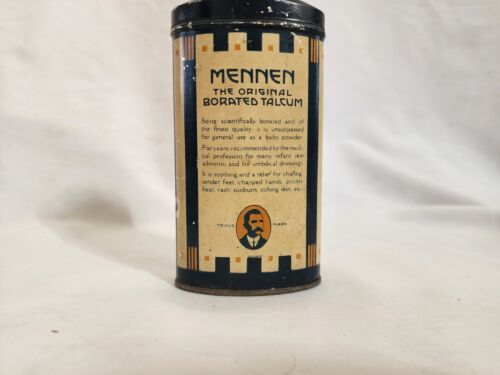 MENNEN
THE ORIGINAL
BORATED TALCUM
Being scientifically borated and of
the finest quality it is unsurpassed
for general use as a baby powder
For years, recommended by the medi-
cal profession for many infant skin
ailments and for umbilical dressings
It is soothing and a relief for chafing
tender feet, chapped hands, prickly
heat, rash, sunburn, itching skin, etc.
TRADE MARK